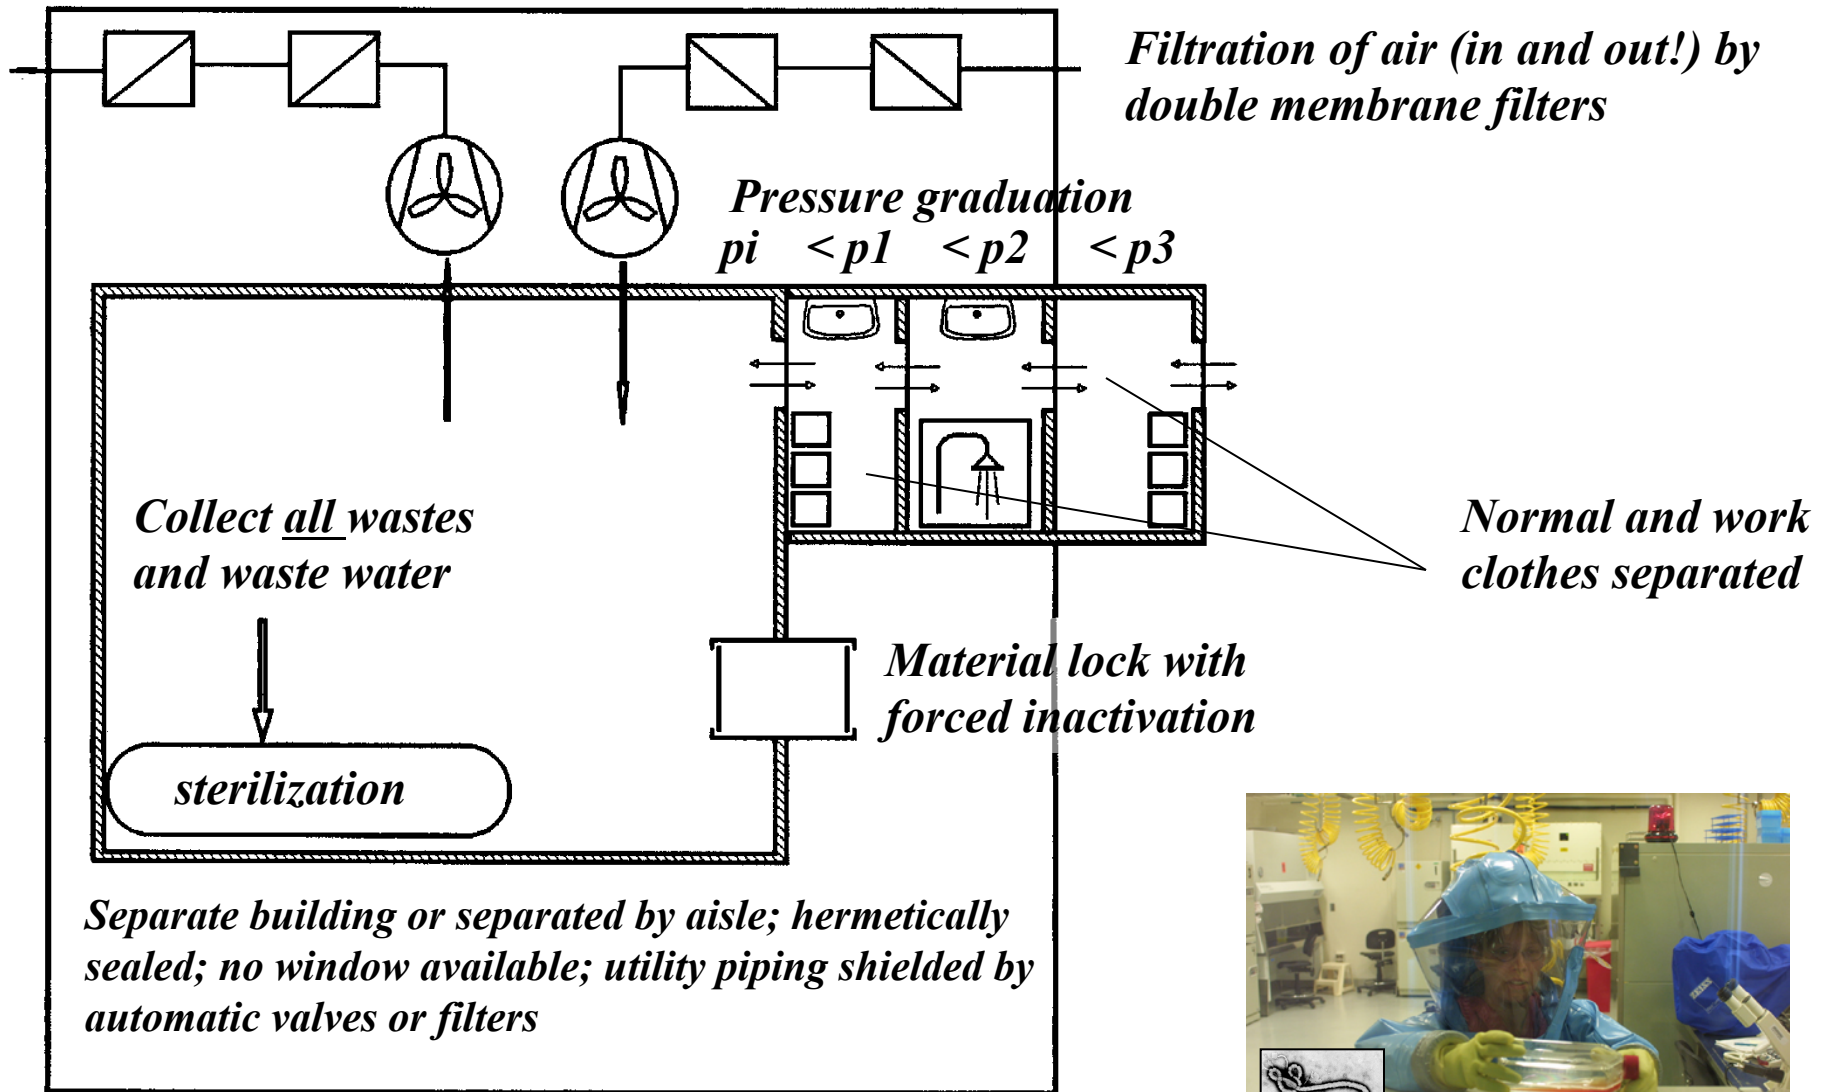 Filtration of air (in and out!) by
double membrane filters
Pressure graduation
pi < p1 < p2 < p3
Collect all wastes
and waste water
Normal and work
clothes separated
Material lock with
forced inactivation
sterilization
Separate building or separated by aisle; hermetically
sealed; no window available; utility piping shielded by
automatic valves or filters